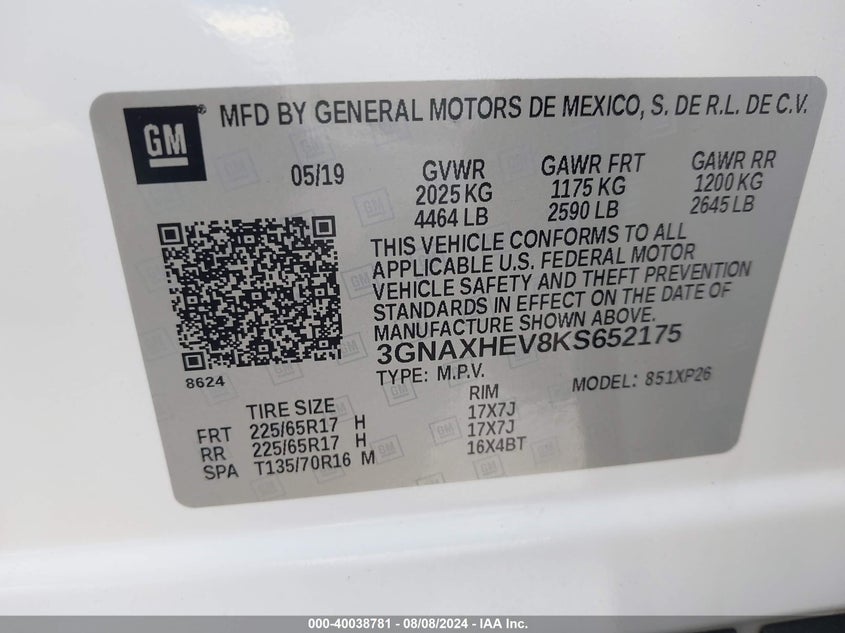 GM ® MFD BY GENERAL MOTORS DE MEXICO, S. DE R.L. DE C.V.
05/19 GVWR GAWR FRT GAWR RR
2025 KG 1175 KG 1200 KG
4464 LB 2590 LB 2645 LB
THIS VEHICLE CONFORMS TO ALL
APPLICABLE U.S. FEDERAL MOTOR
VEHICLE SAFETY AND THEFT PREVENTION
STANDARDS IN EFFECT ON THE DATE OF
MANUFACTURE SHOWN ABOVE.
3GNAXHEV8KS652175
8624 TYPE: M.P.V. MODEL: 851XP26
TIRE SIZE RIM
FRT 225/65R17 H 17X7J
RR 225/65R17 H 17X7J
SPA T135/70R16 M 16X4BT
000-40038781 - 08/08/2024 - IAA Inc.